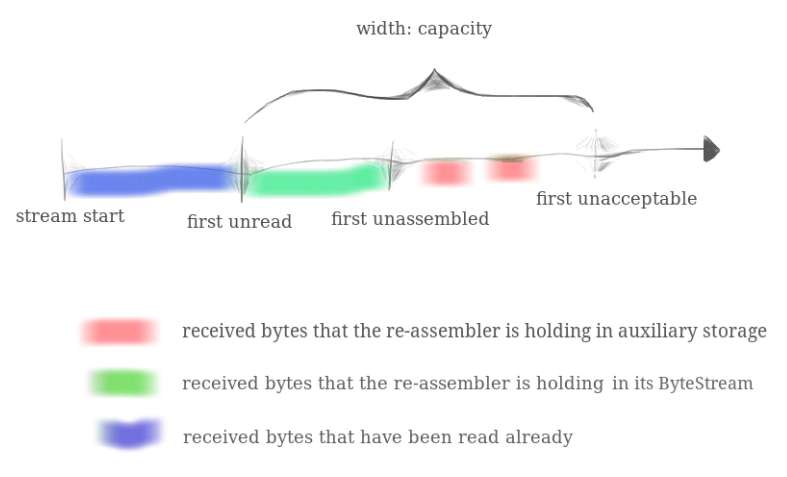 width: capacity
stream start
first unread
first unassembled
first unacceptable
received bytes that the re-assembler is holding in auxiliary storage
received bytes that the re-assembler is holding in its ByteStream
received bytes that have been read already